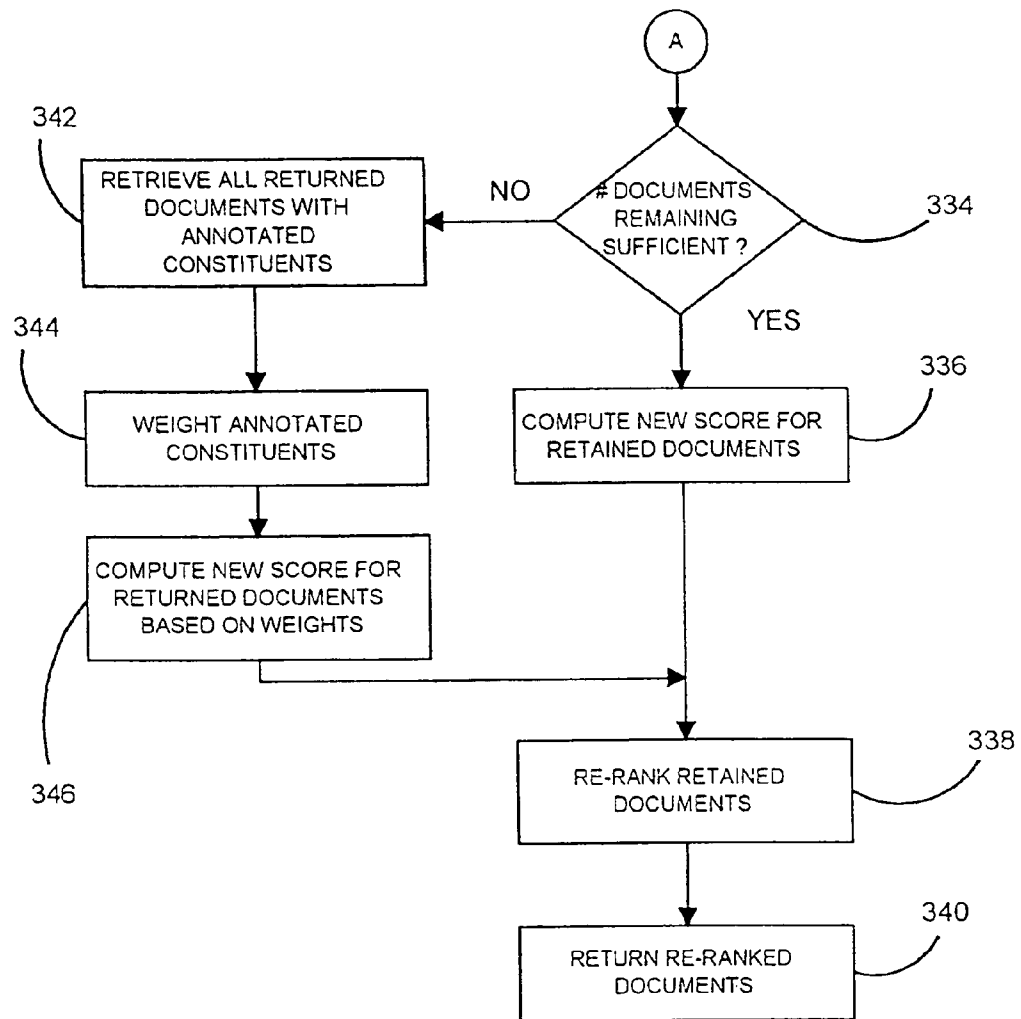 A
342
RETRIEVE ALL RETURNED
DOCUMENTS WITH
ANNOTATED
CONSTITUENTS
NO
# DOCUMENTS
REMAINING
SUFFICIENT ?
334
YES
344
WEIGHT ANNOTATED
CONSTITUENTS
336
COMPUTE NEW SCORE FOR
RETAINED DOCUMENTS
COMPUTE NEW SCORE FOR
RETURNED DOCUMENTS
BASED ON WEIGHTS
346
338
RE-RANK RETAINED
DOCUMENTS
340
RETURN RE-RANKED
DOCUMENTS